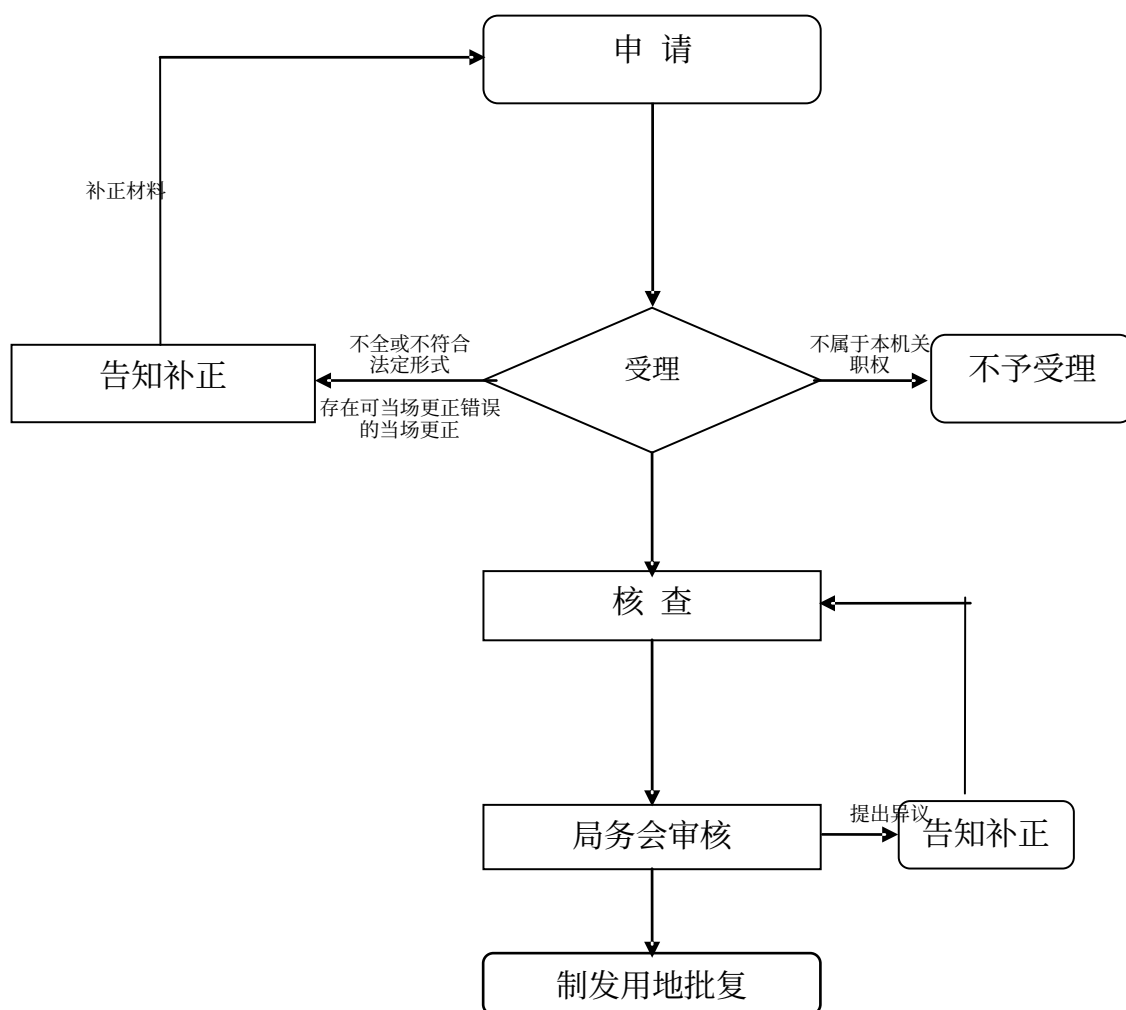 申 请
补正材料
不全或不符合
法定形式
不属于本机关
职权
告知补正
受理
不予受理
存在可当场更正错误
的当场更正
核 查
提出异议
局务会审核
告知补正
制发用地批复